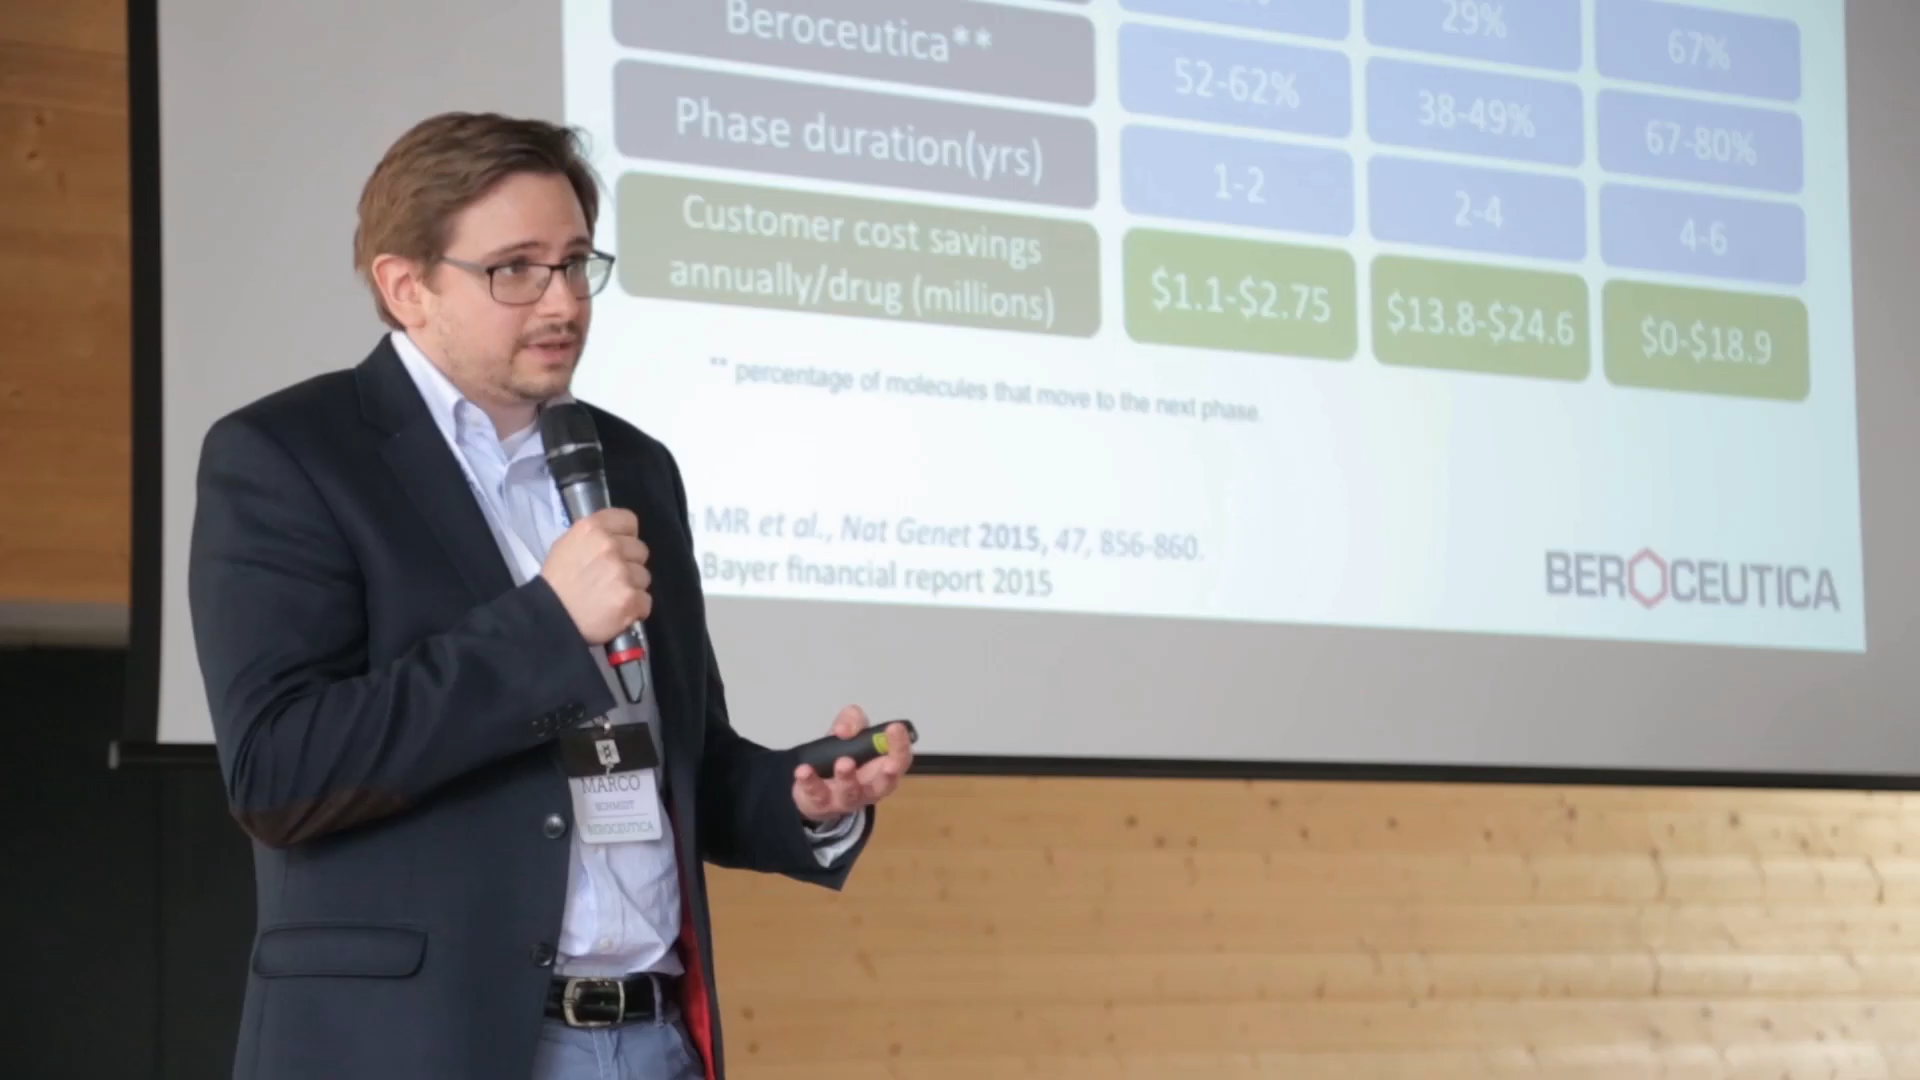 29%
67%
Beroceutica**
52-62%
38-49%
67-80%
Phase duration(yrs)
1-2
2-4
4-6
Customer cost savings
annually/drug (millions)
$1.1-$2.75
$13.8-$24.6
$0-$18.9
** percentage of molecules that move to the next phase.
MR et al., Nat Genet 2015, 47, 856-860.
Bayer financial report 2015
BEROCEUTICA
MARCO
SCHMIDT
BEROCEUTICA